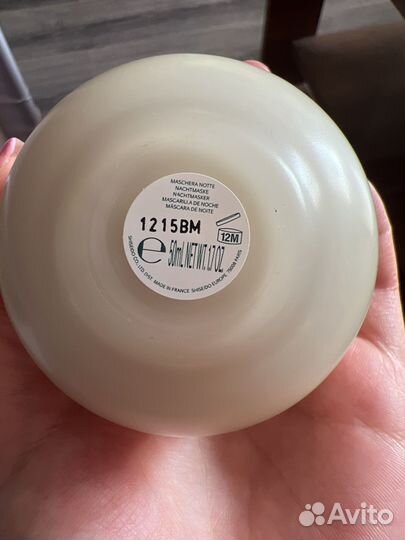 MASCHERA NOTTE
NACHTMASKE
NACHTMASKER
MASCARILLA DE NOCHE
MÁSCARA DE NOITE
1215BM
12M
e 50ml NET WT. 1.7 OZ.
SHISEIDO CO., LTD. DIST. MADE IN FRANCE SHISEIDO EUROPE 75008 PARIS
Avito